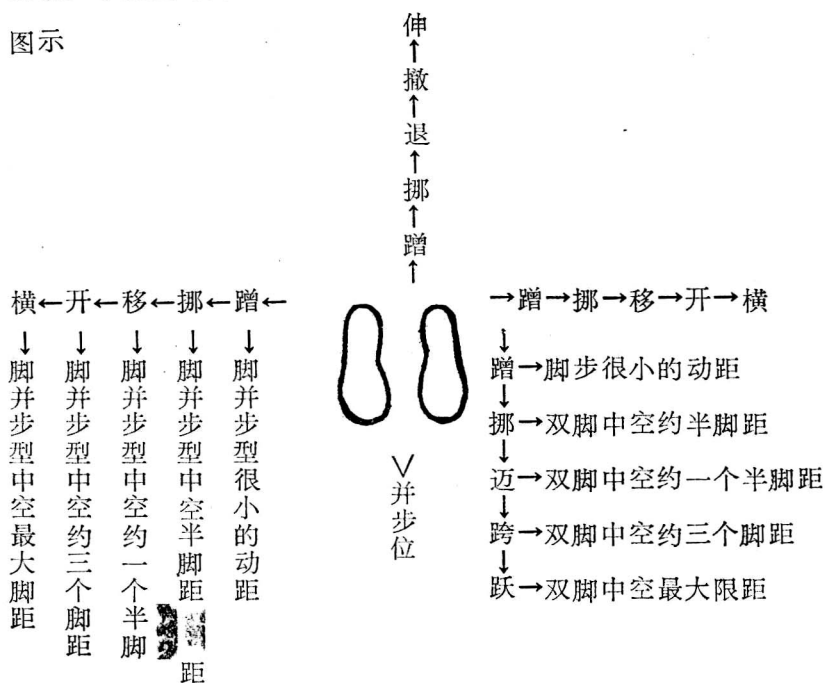 图示
伸
↑
撤
↑
退
↑
挪
↑
蹭
↑
横←开←移←挪←蹭←
→蹭→挪→移→开→横
↓ ↓ ↓ ↓ ↓
脚并步型中空最大脚距
脚并步型中空约三个脚距
脚并步型中空约一个半脚
脚并步型中空半脚距
距
脚并步型很小的动距
∨并步位
↓
蹭→脚步很小的动距
↓
挪→双脚中空约半脚距
↓
迈→双脚中空约一个半脚距
↓
跨→双脚中空约三个脚距
↓
跃→双脚中空最大限距